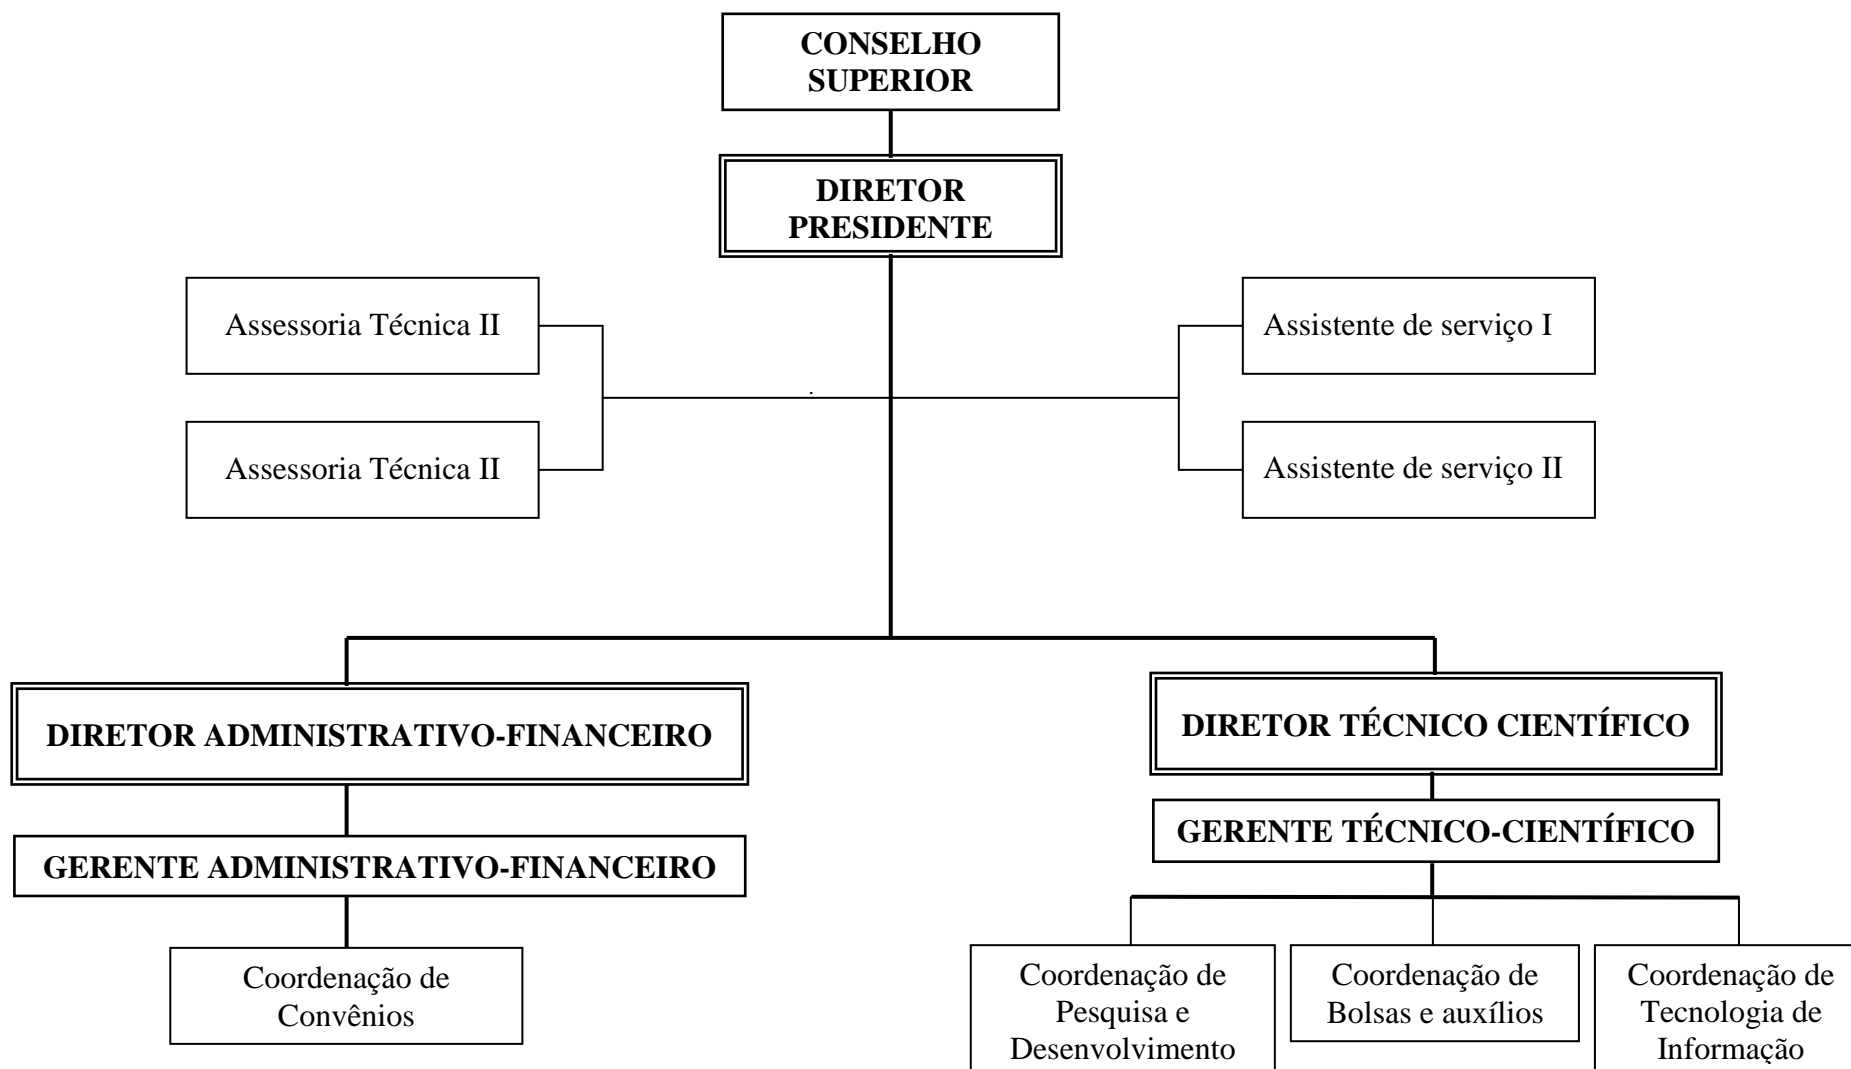 CONSELHO
SUPERIOR
DIRETOR
PRESIDENTE
Assessoria Técnica II
Assistente de serviço I
.
Assessoria Técnica II
Assistente de serviço II
DIRETOR ADMINISTRATIVO-FINANCEIRO
DIRETOR TÉCNICO CIENTÍFICO
GERENTE ADMINISTRATIVO-FINANCEIRO
GERENTE TÉCNICO-CIENTÍFICO
Coordenação de
Convênios
Coordenação de
Pesquisa e
Desenvolvimento
Coordenação de
Bolsas e auxílios
Coordenação de
Tecnologia de
Informação